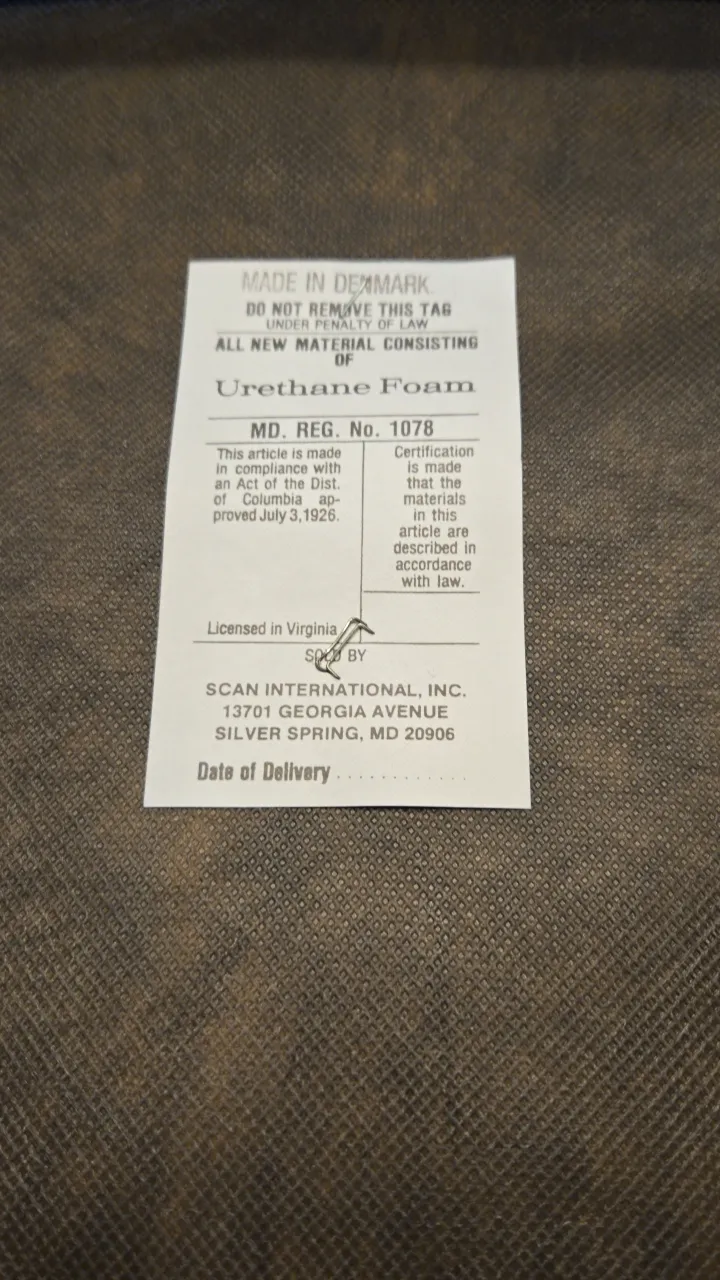 MADE IN DENMARK
DO NOT REMOVE THIS TAG
UNDER PENALTY OF LAW
ALL NEW MATERIAL CONSISTING
OF
Urethane Foam
MD. REG. No. 1078
This article is made
in compliance with
an Act of the Dist.
of Columbia ap-
proved July 3, 1926.
Certification
is made
that the
materials
in this
article are
described in
accordance
with law.
Licensed in Virginia
SOLD BY
SCAN INTERNATIONAL, INC.
13701 GEORGIA AVENUE
SILVER SPRING, MD 20906
Date of Delivery . . . . . . . . . . . .